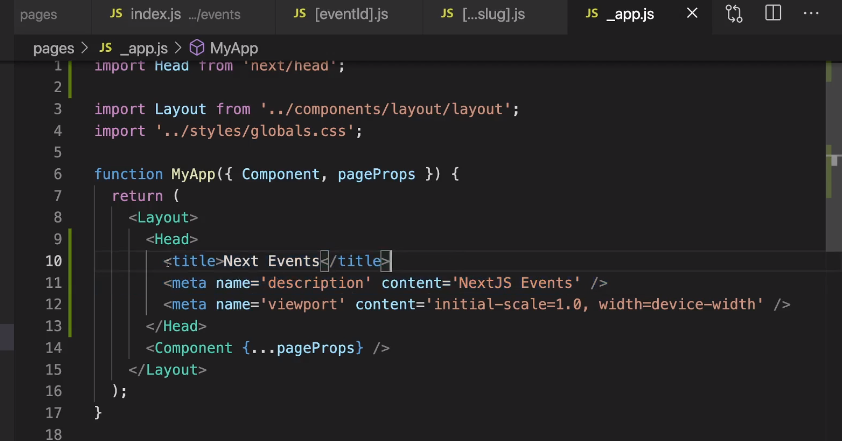 pages JS index.js .../events JS [eventId].js JS [...slug].js JS _app.js
pages > JS _app.js > MyApp
1 import Head from 'next/head';
2
3 import Layout from '../components/layout/layout';
4 import '../styles/globals.css';
5
6 function MyApp({ Component, pageProps }) {
7 return (
8 <Layout>
9 <Head>
10 <title>Next Events</title>
11 <meta name='description' content='NextJS Events' />
12 <meta name='viewport' content='initial-scale=1.0, width=device-width' />
13 </Head>
14 <Component {...pageProps} />
15 </Layout>
16 );
17 }
18